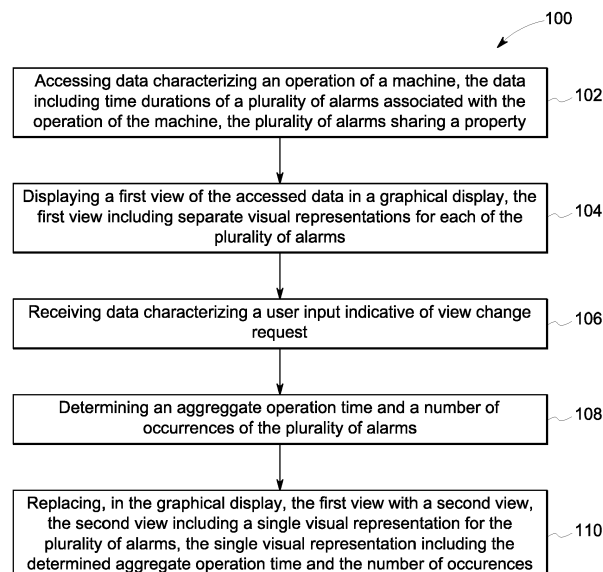 100
Accessing data characterizing an operation of a machine, the data
including time durations of a plurality of alarms associated with the
operation of the machine, the plurality of alarms sharing a property
102
Displaying a first view of the accessed data in a graphical display, the
first view including separate visual representations for each of the
plurality of alarms
104
Receiving data characterizing a user input indicative of view change
request
106
Determining an aggreggate operation time and a number of
occurrences of the plurality of alarms
108
Replacing, in the graphical display, the first view with a second view,
the second view including a single visual representation for the
plurality of alarms, the single visual representation including the
determined aggregate operation time and the number of occurences
110